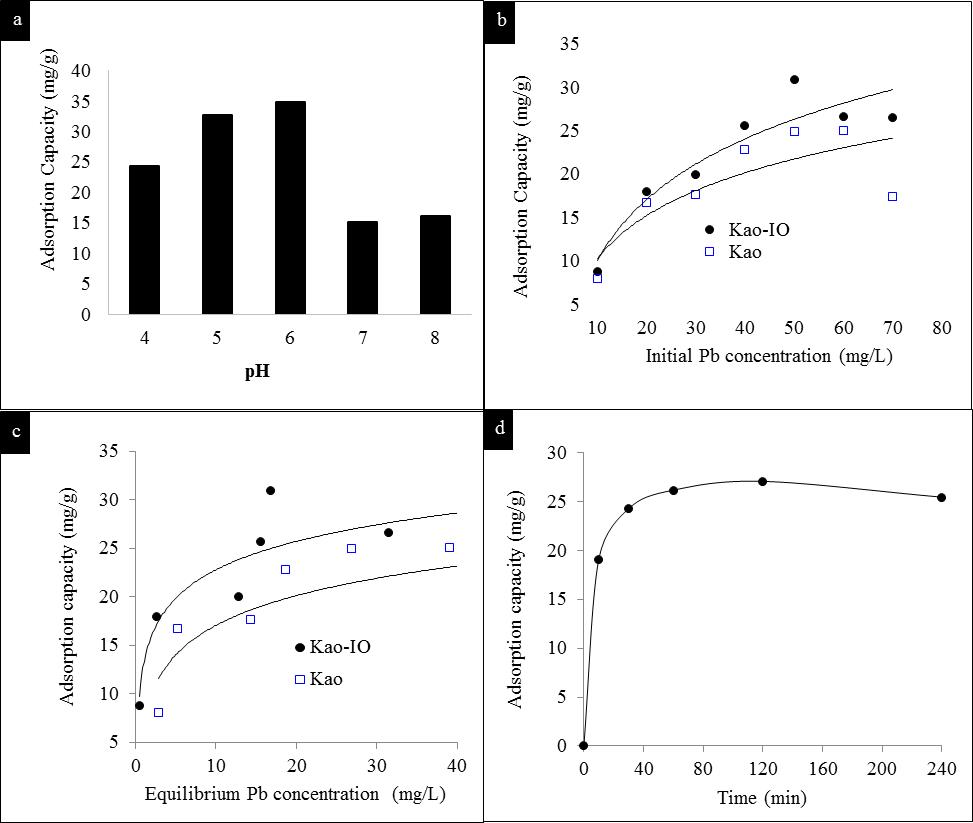 a
Adsorption Capacity (mg/g)
40
35
30
25
20
15
10
5
0
4 5 6 7 8
pH
b
Adsorption Capacity (mg/g)
35
30
25
20
15
10
5
Kao-IO
Kao
10 20 30 40 50 60 70 80
Initial Pb concentration (mg/L)
c
Adsorption capacity (mg/g)
35
30
25
20
15
10
5
Kao-IO
Kao
0 10 20 30 40
Equilibrium Pb concentration (mg/L)
d
Adsorption capacity (mg/g)
30
25
20
15
10
5
0
0 40 80 120 160 200 240
Time (min)